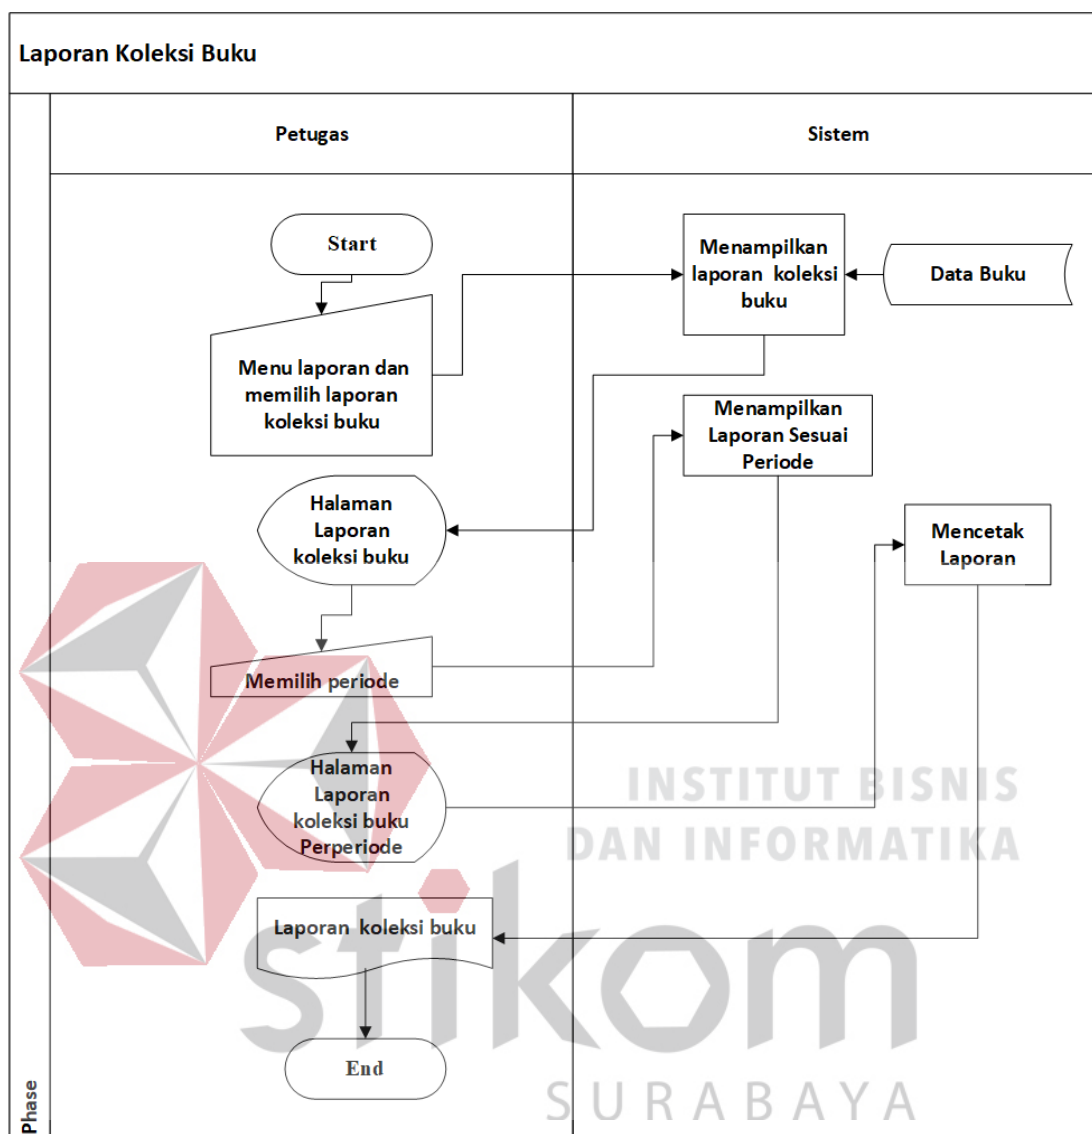 Laporan Koleksi Buku
Petugas
Sistem
Start
Menu laporan dan
memilih laporan
koleksi buku
Menampilkan
laporan koleksi
buku
Data Buku
Halaman
Laporan
koleksi buku
Memilih periode
Menampilkan
Laporan Sesuai
Periode
Halaman
Laporan
koleksi buku
Perperiode
Mencetak
Laporan
Laporan koleksi buku
End
Phase
INSTITUT BISNIS
DAN INFORMATIKA
stikom
SURABAYA